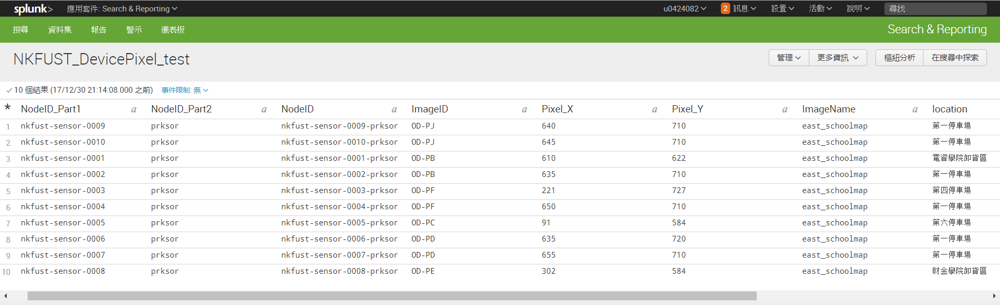 splunk> 應用套件: Search & Reporting u0424082 2 訊息 設置 活動 說明 尋找
搜尋 資料集 報告 警示 儀表板 Search & Reporting
NKFUST_DevicePixel_test 管理 更多資訊 樞紐分析 在搜尋中探索
✓ 10 個結果 (17/12/30 21:14:08.000 之前) 事件限制: 無
* NodeID_Part1 a NodeID_Part2 a NodeID a ImageID a Pixel_X a Pixel_Y a ImageName a location
1 nkfust-sensor-0009 prksor nkfust-sensor-0009-prksor OD-PJ 640 710 east_schoolmap 第一停車場
2 nkfust-sensor-0010 prksor nkfust-sensor-0010-prksor OD-PJ 645 710 east_schoolmap 第一停車場
3 nkfust-sensor-0001 prksor nkfust-sensor-0001-prksor OD-PB 610 622 east_schoolmap 電資學院卸貨區
4 nkfust-sensor-0002 prksor nkfust-sensor-0002-prksor OD-PB 635 710 east_schoolmap 第一停車場
5 nkfust-sensor-0003 prksor nkfust-sensor-0003-prksor OD-PF 221 727 east_schoolmap 第四停車場
6 nkfust-sensor-0004 prksor nkfust-sensor-0004-prksor OD-PF 650 710 east_schoolmap 第一停車場
7 nkfust-sensor-0005 prksor nkfust-sensor-0005-prksor OD-PC 91 584 east_schoolmap 第六停車場
8 nkfust-sensor-0006 prksor nkfust-sensor-0006-prksor OD-PD 635 720 east_schoolmap 第一停車場
9 nkfust-sensor-0007 prksor nkfust-sensor-0007-prksor OD-PD 655 710 east_schoolmap 第一停車場
10 nkfust-sensor-0008 prksor nkfust-sensor-0008-prksor OD-PE 302 584 east_schoolmap 財金學院卸貨區